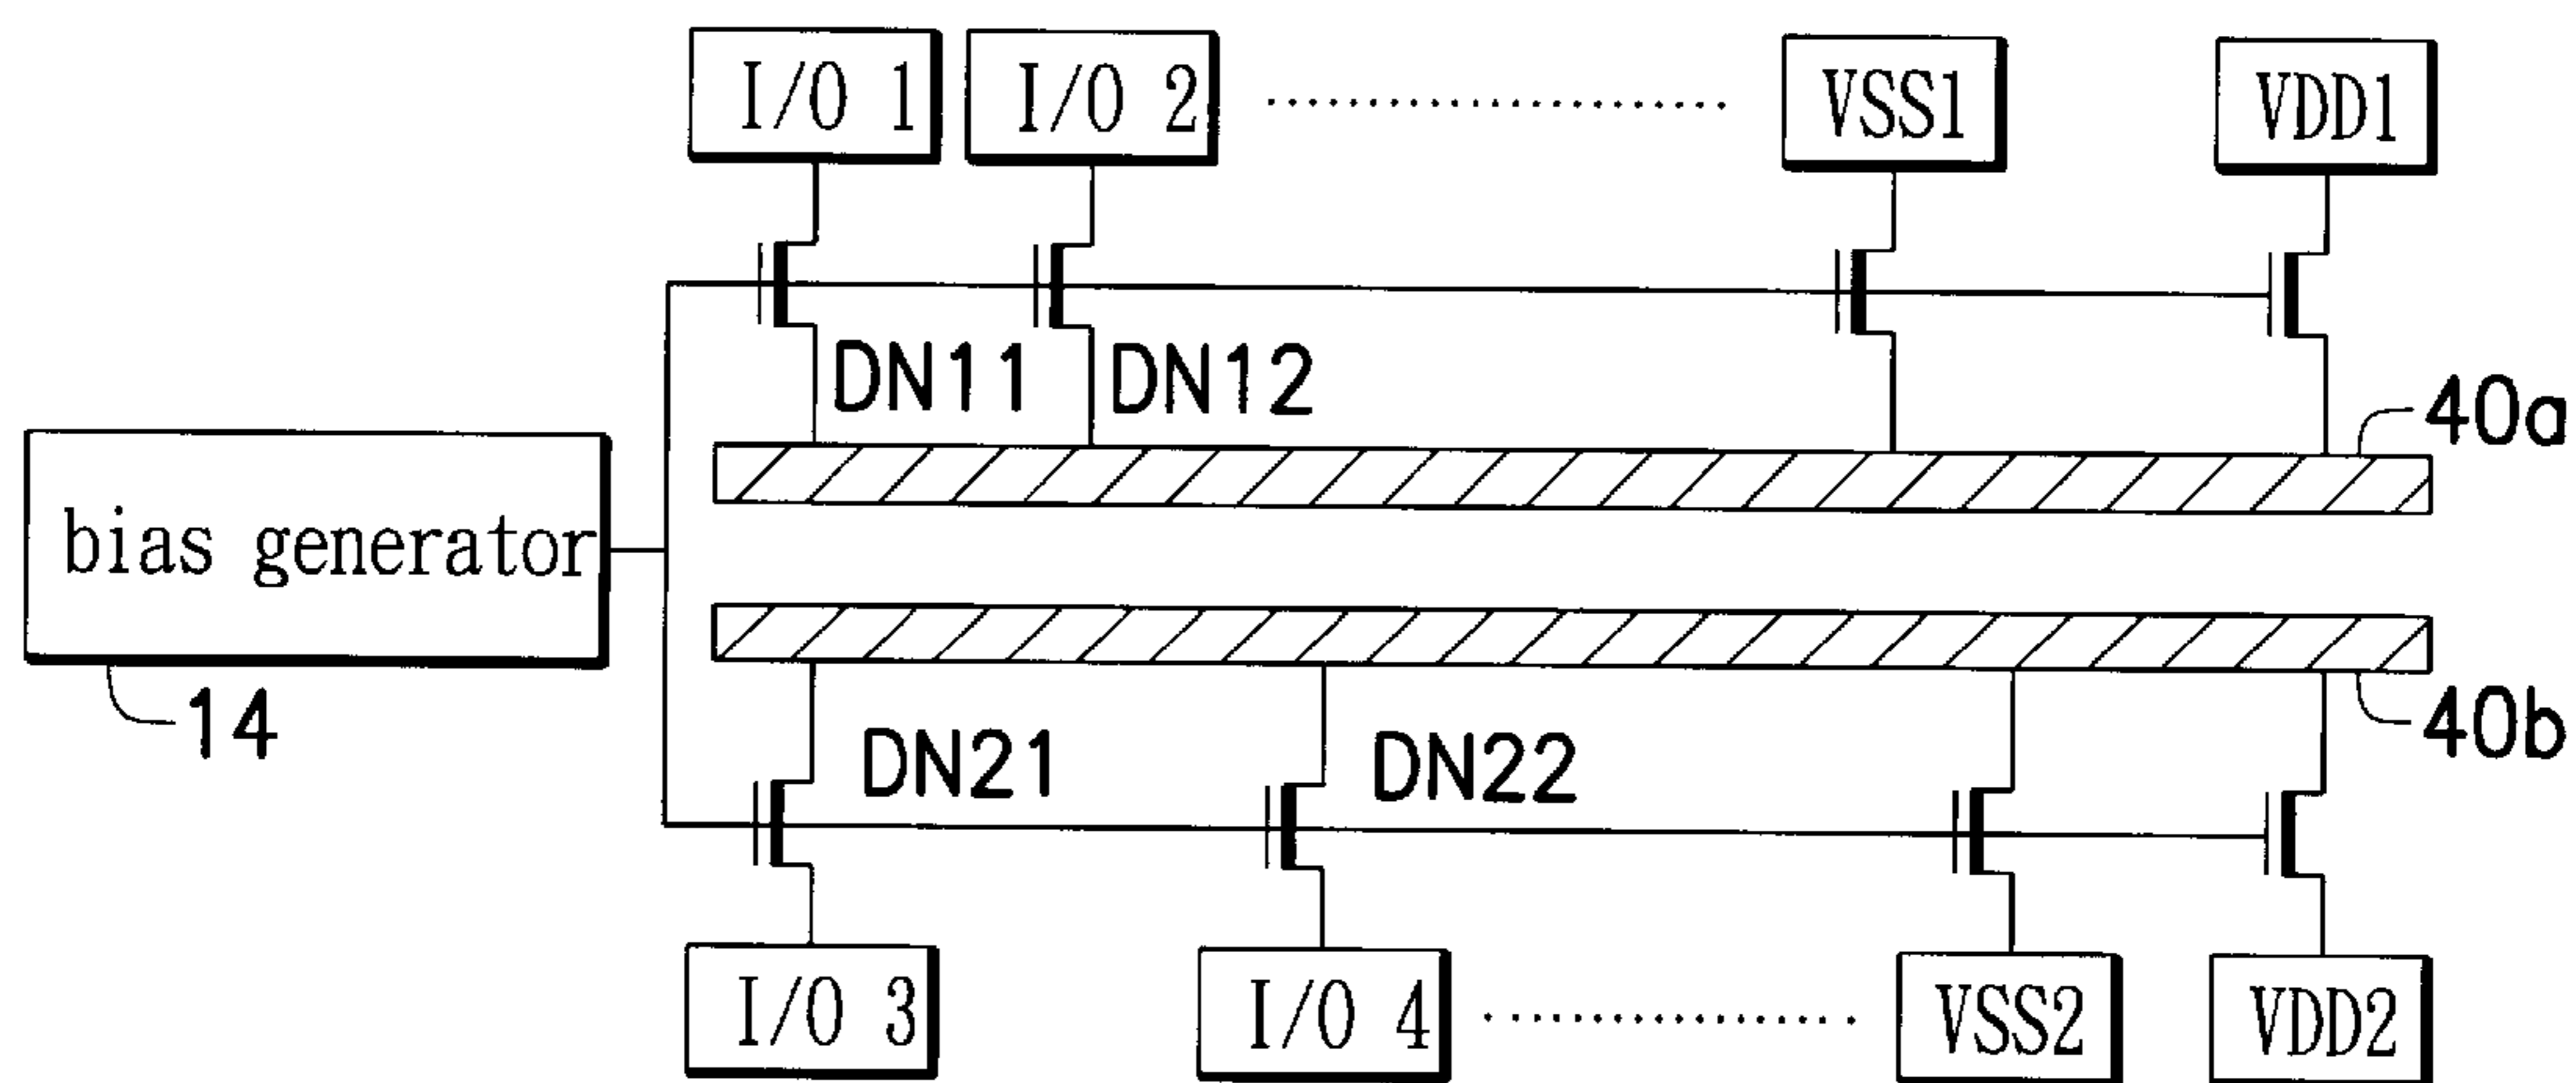 I/O 1 I/O 2 VSS1 VDD1
DN11 DN12
40a
bias generator
14
40b
DN21 DN22
I/O 3 I/O 4 VSS2 VDD2